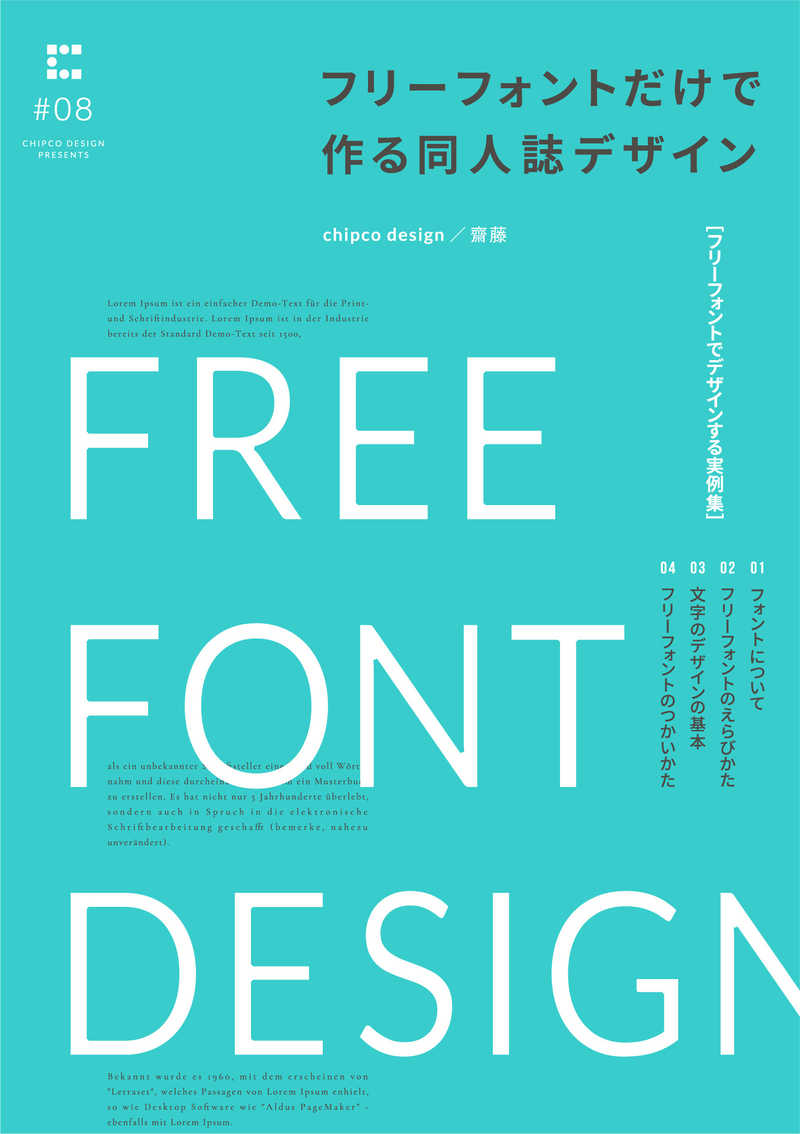 #08
CHIPCO DESIGN
PRESENTS
フリーフォントだけで
作る同人誌デザイン
chipco design ／ 齋藤
[フリーフォントでデザインする実例集]
01 フォントについて
02 フリーフォントのえらびかた
03 文字のデザインの基本
04 フリーフォントのつかいかた
Lorem Ipsum ist ein einfacher Demo-Text für die Print-
und Schriftindustrie. Lorem Ipsum ist in der Industrie
bereits der Standard Demo-Text seit 1500,
FREE
FONT
als ein unbekannter voll
nahm und diese ein
zu erstellen. Es hat nicht nur 5 Jahrhunderte überlebt,
sondern auch in Spruch in die elektronische
Schriftbearbeitung geschafft (bemerke, nahezu
unverändert).
DESIGN
Bekannt wurde es 1960, mit dem erscheinen von
"Letraset", welches Passagen von Lorem Ipsum enhielt,
so wie Desktop Software wie "Aldus PageMaker" -
ebenfalls mit Lorem Ipsum.